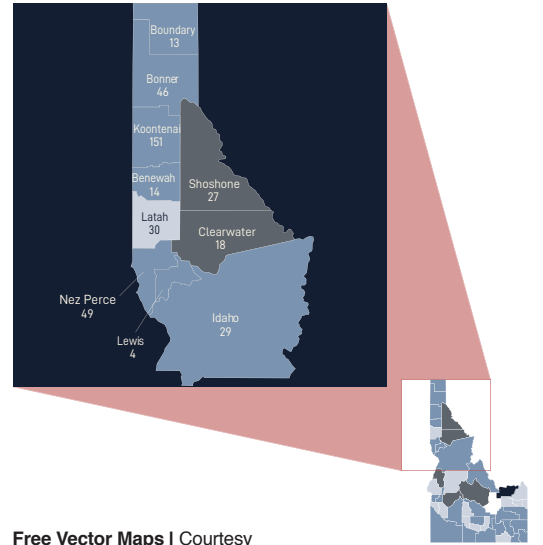 Boundary
13
Bonner
46
Koontenai
151
Benewah
14
Shoshone
27
Latah
30
Clearwater
18
Nez Perce
49
Idaho
29
Lewis
4
Free Vector Maps | Courtesy